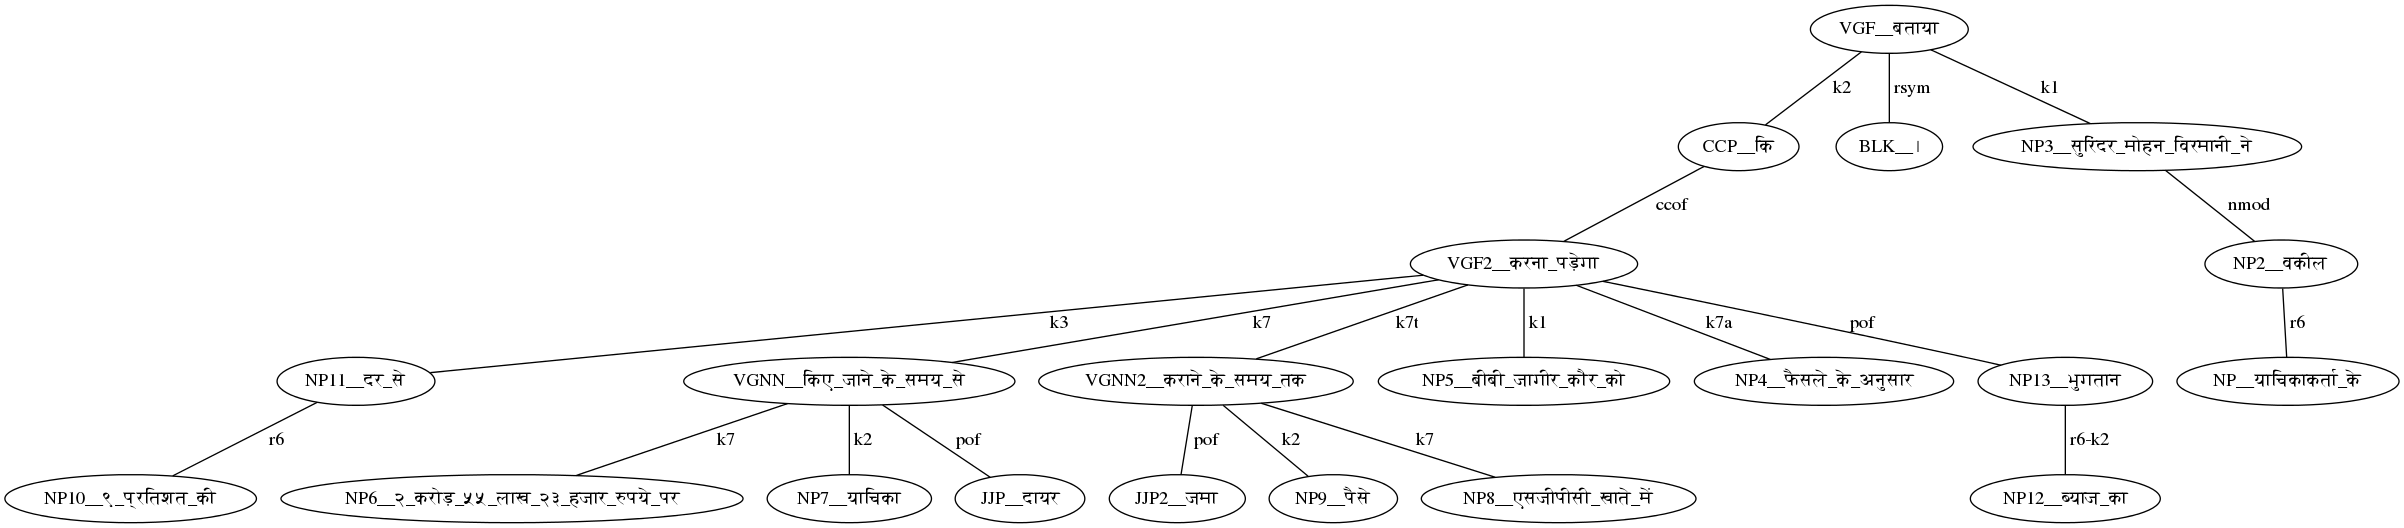 VGF__बताया
k2
rsym
k1
CCP__कि
BLK__।
NP3__सुरिंदर_मोहन_विरमानी_ने
ccof
nmod
VGF2__करना_पड़ेगा
NP2__वकील
k3
k7
k7t
k1
k7a
pof
r6
NP11__दर_से
VGNN__किए_जाने_के_समय_से
VGNN2__कराने_के_समय_तक
NP5__बीबी_जागीर_कौर_को
NP4__फैसले_के_अनुसार
NP13__भुगतान
NP__याचिकाकर्ता_के
r6
k7
k2
pof
pof
k2
k7
r6-k2
NP10__९_प्रतिशत_की
NP6__२_करोड़_५५_लाख_२३_हजार_रुपये_पर
NP7__याचिका
JJP__दायर
JJP2__जमा
NP9__पैसे
NP8__एसजीपीसी_खाते_में
NP12__ब्याज_का